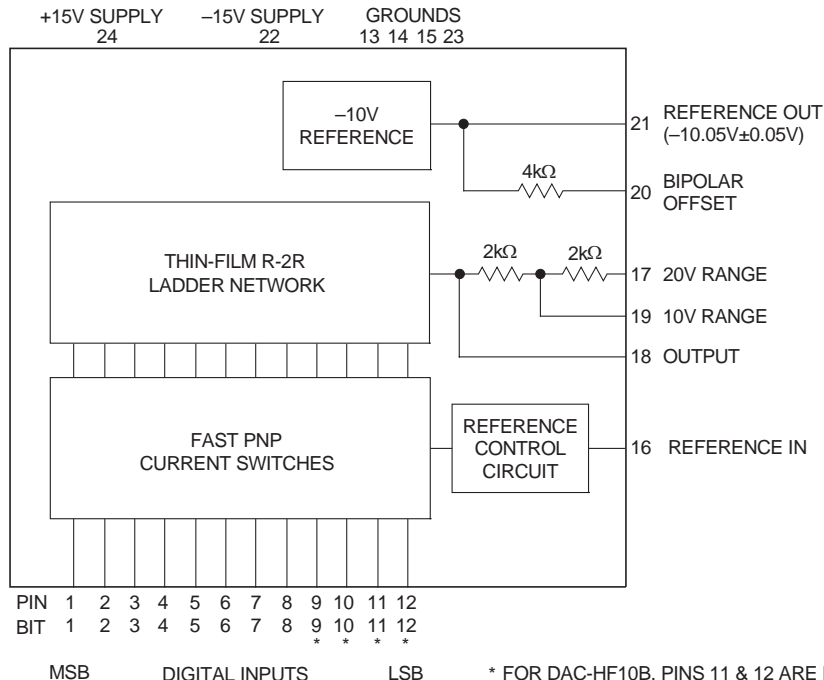 +15V SUPPLY –15V SUPPLY GROUNDS
24 22 13 14 15 23
–10V
REFERENCE
21 REFERENCE OUT
(–10.05V±0.05V)
4kΩ
20 BIPOLAR
OFFSET
THIN-FILM R-2R
LADDER NETWORK
2kΩ 2kΩ
17 20V RANGE
19 10V RANGE
18 OUTPUT
FAST PNP
CURRENT SWITCHES
REFERENCE
CONTROL
CIRCUIT
16 REFERENCE IN
PIN 1 2 3 4 5 6 7 8 9 10 11 12
BIT 1 2 3 4 5 6 7 8 9 10 11 12
* * * *
MSB DIGITAL INPUTS LSB * FOR DAC-HF10B, PINS 11 & 12 ARE